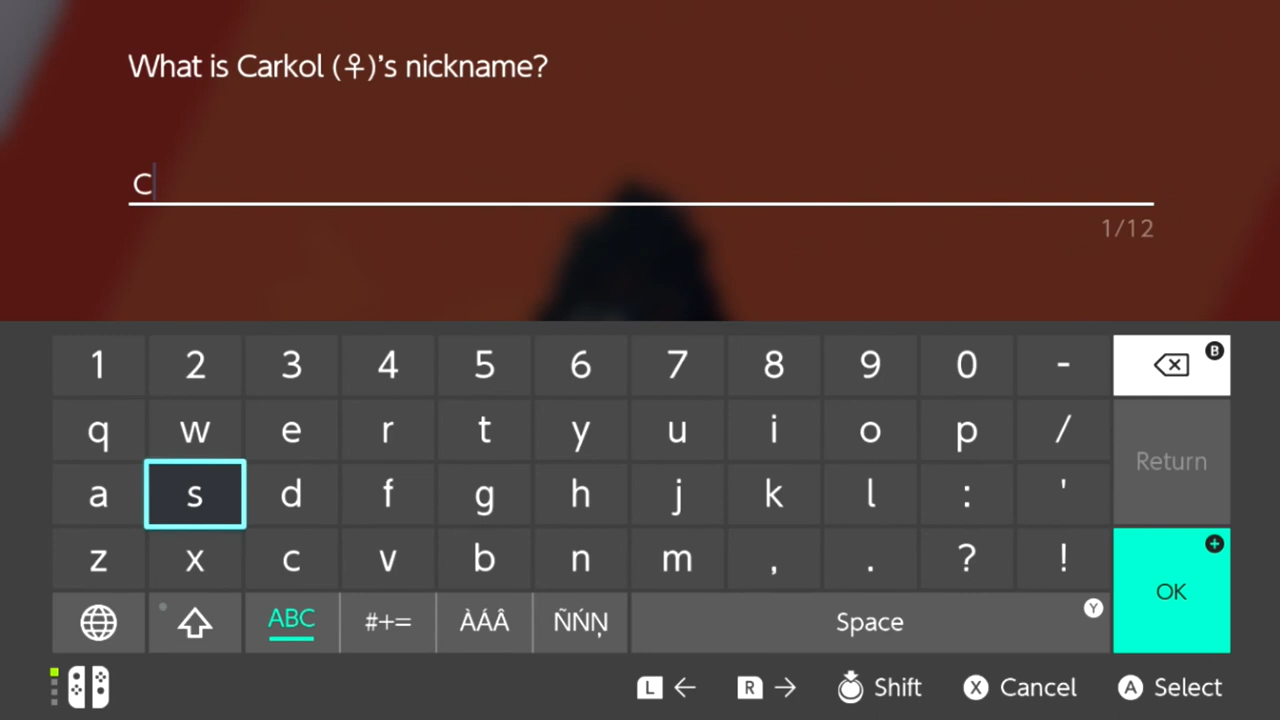 What is Carkol (♀)'s nickname?
C
1/12
1 2 3 4 5 6 7 8 9 0 - B
q w e r t y u i o p /
Return
a s d f g h j k l : '
z x c v b n m , . ? ! +
OK
ABC #+= ÀÁÂ ÑŃŅ Space Y
L ← R → Shift X Cancel A Select